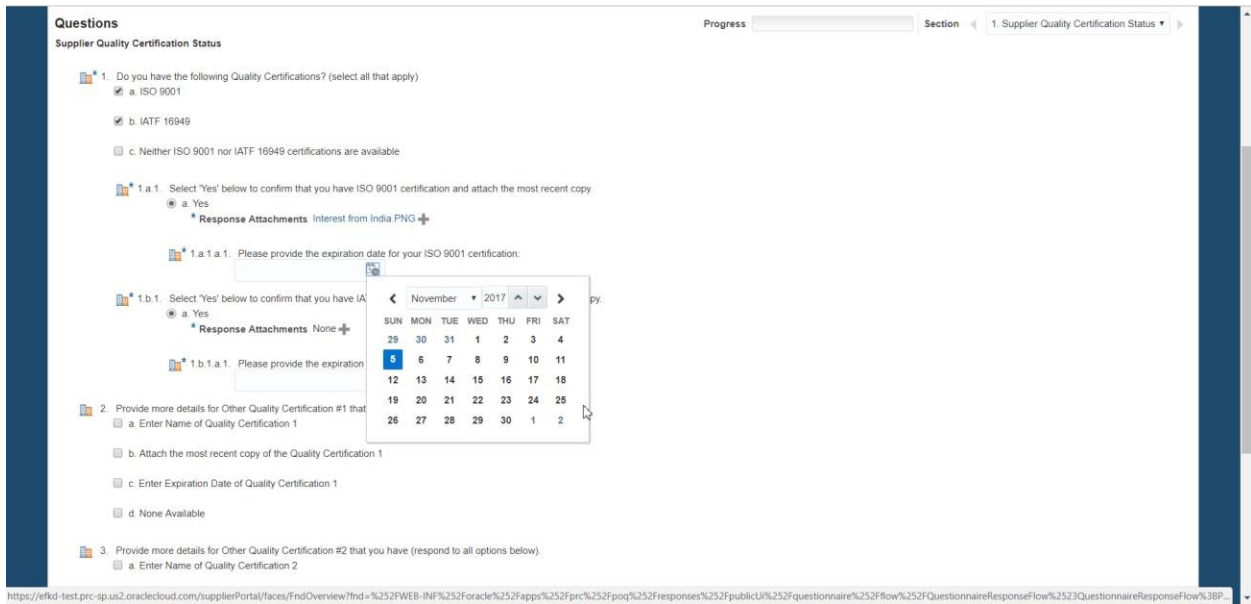 Questions
Progress
Section
1. Supplier Quality Certification Status
Supplier Quality Certification Status
* 1. Do you have the following Quality Certifications? (select all that apply)
a. ISO 9001
b. IATF 16949
c. Neither ISO 9001 nor IATF 16949 certifications are available
* 1.a.1. Select 'Yes' below to confirm that you have ISO 9001 certification and attach the most recent copy.
a. Yes
* Response Attachments Interest from India.PNG
* 1.a.1.a.1. Please provide the expiration date for your ISO 9001 certification:
* 1.b.1. Select 'Yes' below to confirm that you have IA
py.
a. Yes
* Response Attachments None
* 1.b.1.a.1. Please provide the expiration
November 2017
SUN MON TUE WED THU FRI SAT
29 30 31 1 2 3 4
5 6 7 8 9 10 11
12 13 14 15 16 17 18
19 20 21 22 23 24 25
26 27 28 29 30 1 2
2. Provide more details for Other Quality Certification #1 that
a. Enter Name of Quality Certification 1
b. Attach the most recent copy of the Quality Certification 1
c. Enter Expiration Date of Quality Certification 1
d. None Available
3. Provide more details for Other Quality Certification #2 that you have (respond to all options below).
a. Enter Name of Quality Certification 2
https://efkd-test.prc-sp.us2.oraclecloud.com/supplierPortal/faces/FndOverview?fnd=%252FWEB-INF%252Foracle%252Fapps%252Fprc%252Fpoq%252Fresponses%252FpublicUi%252Fquestionnaire%252Fflow%252FQuestionnaireResponseFlow%2523QuestionnaireResponseFlow%3BP...